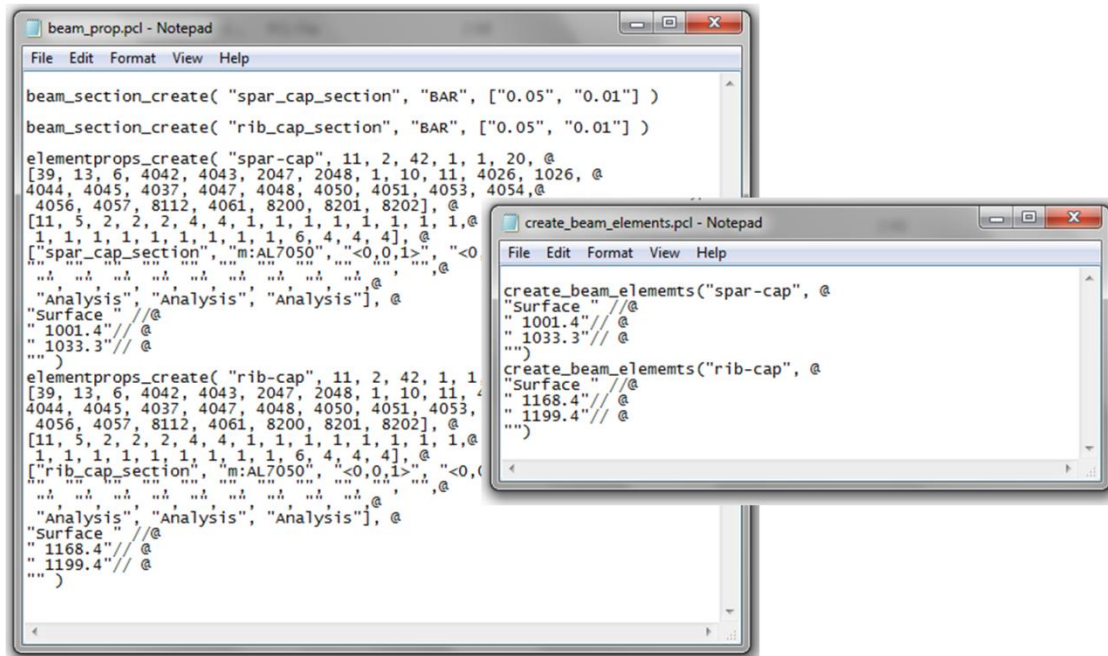 beam_prop.pcl - Notepad
File Edit Format View Help
beam_section_create( "spar_cap_section", "BAR", ["0.05", "0.01"] )
beam_section_create( "rib_cap_section", "BAR", ["0.05", "0.01"] )
elementprops_create( "spar-cap", 11, 2, 42, 1, 1, 20, @
[39, 13, 6, 4042, 4043, 2047, 2048, 1, 10, 11, 4026, 1026, @
4044, 4045, 4037, 4047, 4048, 4050, 4051, 4053, 4054,@
4056, 4057, 8112, 4061, 8200, 8201, 8202], @
[11, 5, 2, 2, 2, 4, 4, 1, 1, 1, 1, 1, 1, 1, 1,@
1, 1, 1, 1, 1, 1, 1, 1, 1, 6, 4, 4, 4], @
["spar_cap_section", "m:AL7050", "<0,0,1>", "<0
"", "", "", "", "", "", "", "", "", "",@
"", "", "", "", "", "", "", "", "",@
"Analysis", "Analysis", "Analysis"], @
"Surface " //@
" 1001.4"// @
" 1033.3"// @
"" )
elementprops_create( "rib-cap", 11, 2, 42, 1, 1
[39, 13, 6, 4042, 4043, 2047, 2048, 1, 10, 11,
4044, 4045, 4037, 4047, 4048, 4050, 4051, 4053,
4056, 4057, 8112, 4061, 8200, 8201, 8202], @
[11, 5, 2, 2, 2, 4, 4, 1, 1, 1, 1, 1, 1, 1, 1,@
1, 1, 1, 1, 1, 1, 1, 1, 1, 6, 4, 4, 4], @
["rib_cap_section", "m:AL7050", "<0,0,1>", "<0,
"", "", "", "", "", "", "", "", "", "",@
"", "", "", "", "", "", "", "", "",@
"Analysis", "Analysis", "Analysis"], @
"Surface " //@
" 1168.4"// @
" 1199.4"// @
"" )
create_beam_elements.pcl - Notepad
File Edit Format View Help
create_beam_elememts("spar-cap", @
"Surface " //@
" 1001.4"// @
" 1033.3"// @
"")
create_beam_elememts("rib-cap", @
"Surface " //@
" 1168.4"// @
" 1199.4"// @
"")